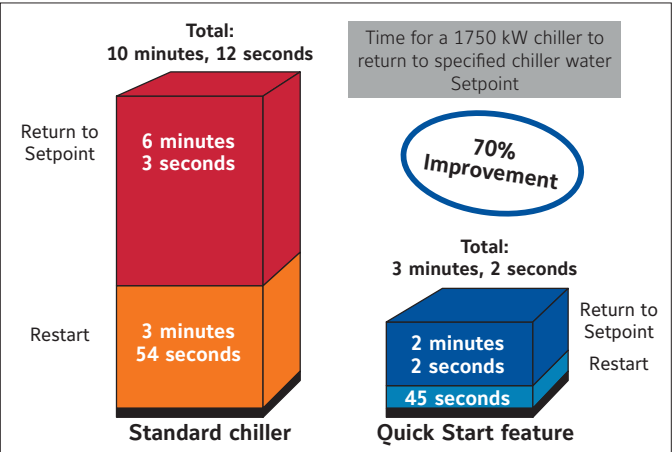 Total:
10 minutes, 12 seconds
Time for a 1750 kW chiller to
return to specified chiller water
Setpoint
Return to
Setpoint
6 minutes
3 seconds
70%
Improvement
Total:
3 minutes, 2 seconds
Restart
3 minutes
54 seconds
2 minutes
2 seconds
Return to
Setpoint
Restart
45 seconds
Standard chiller
Quick Start feature